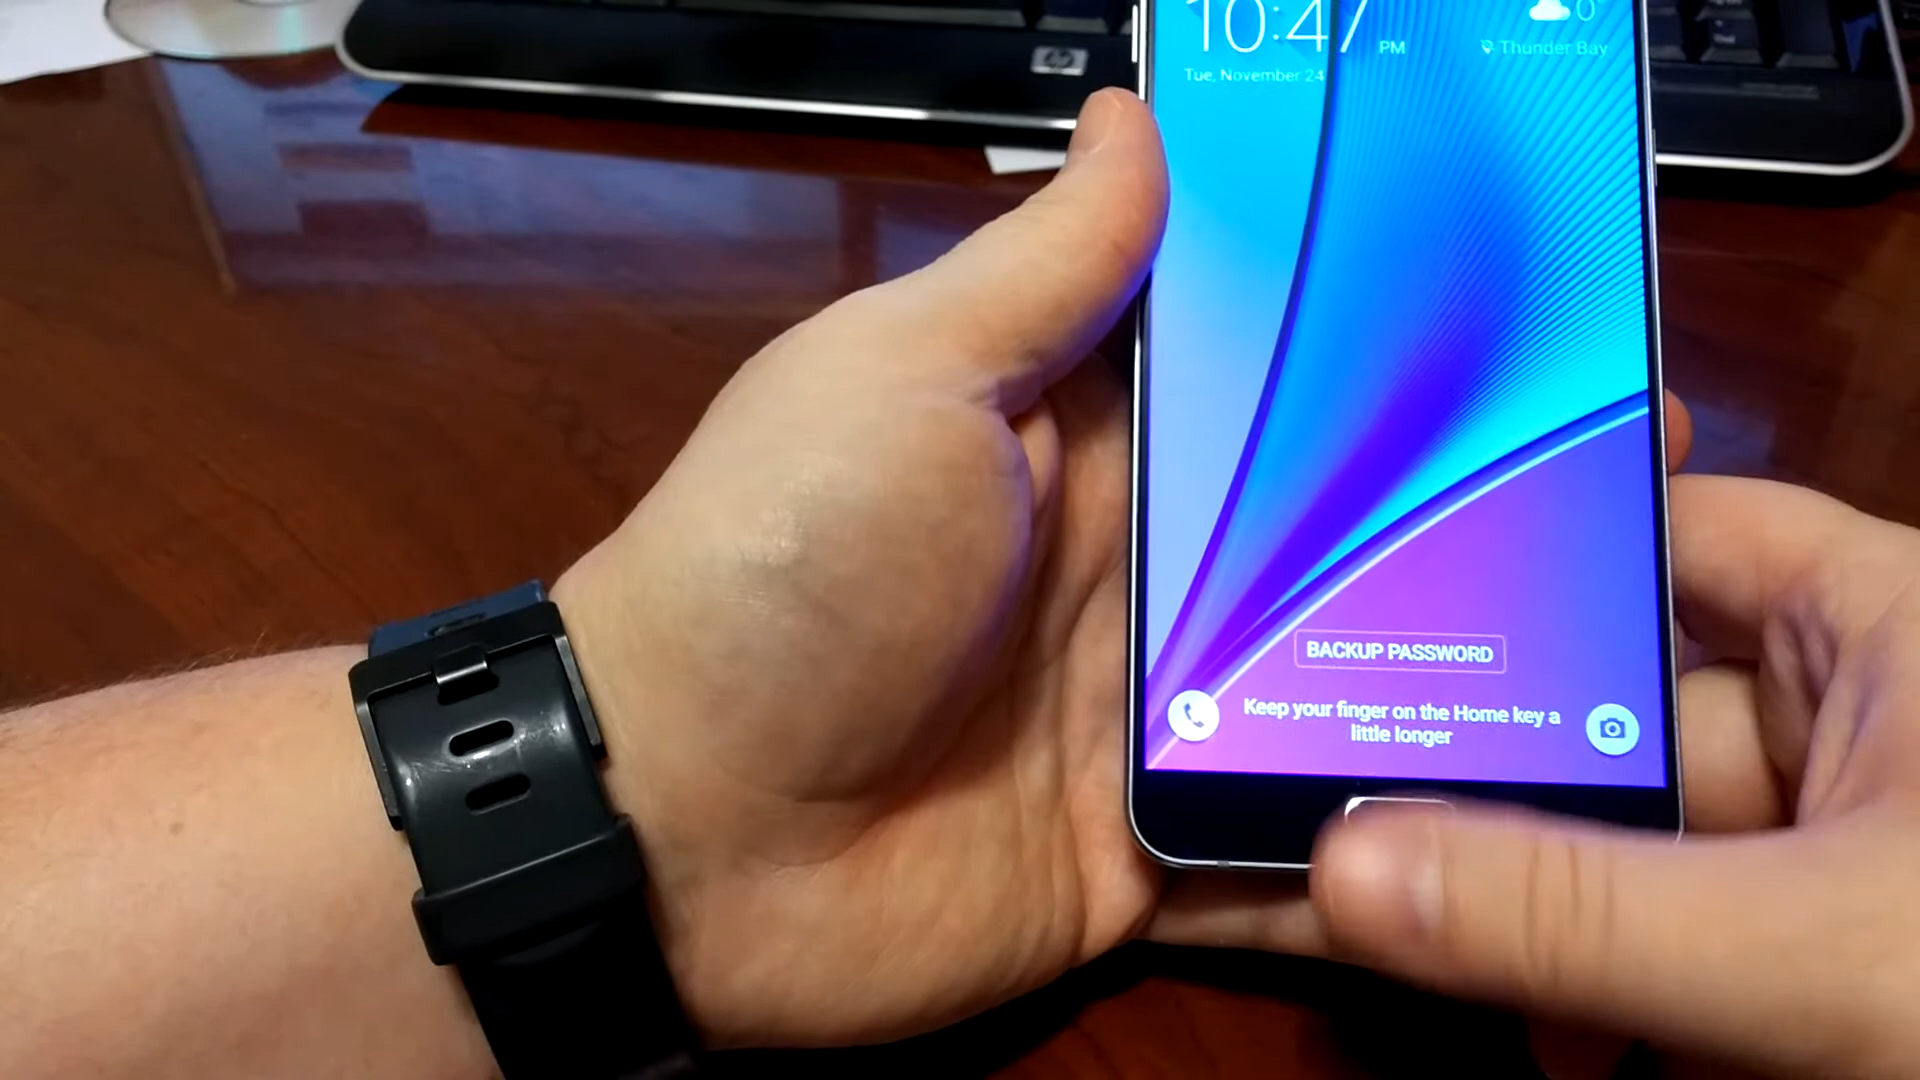 hp
10:47 PM
0°
Thunder Bay
Tue, November 24
BACKUP PASSWORD
Keep your finger on the Home key a
little longer